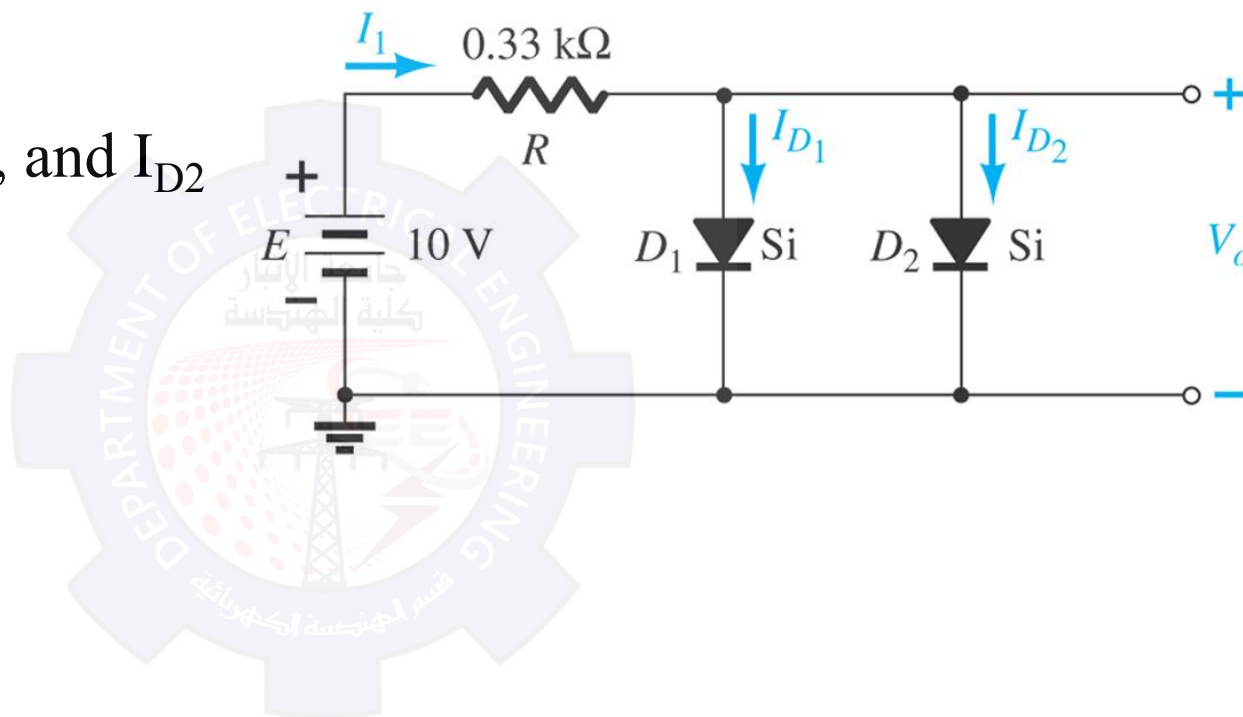 I1
0.33 kΩ
R
, and ID2
+
E
10 V
−
ID1
ID2
D1
Si
D2
Si
+
−
DEPARTMENT OF ELECTRICAL ENGINEERING
جامعة الأنبار
كلية الهندسة
قسم الهندسة الكهربائية